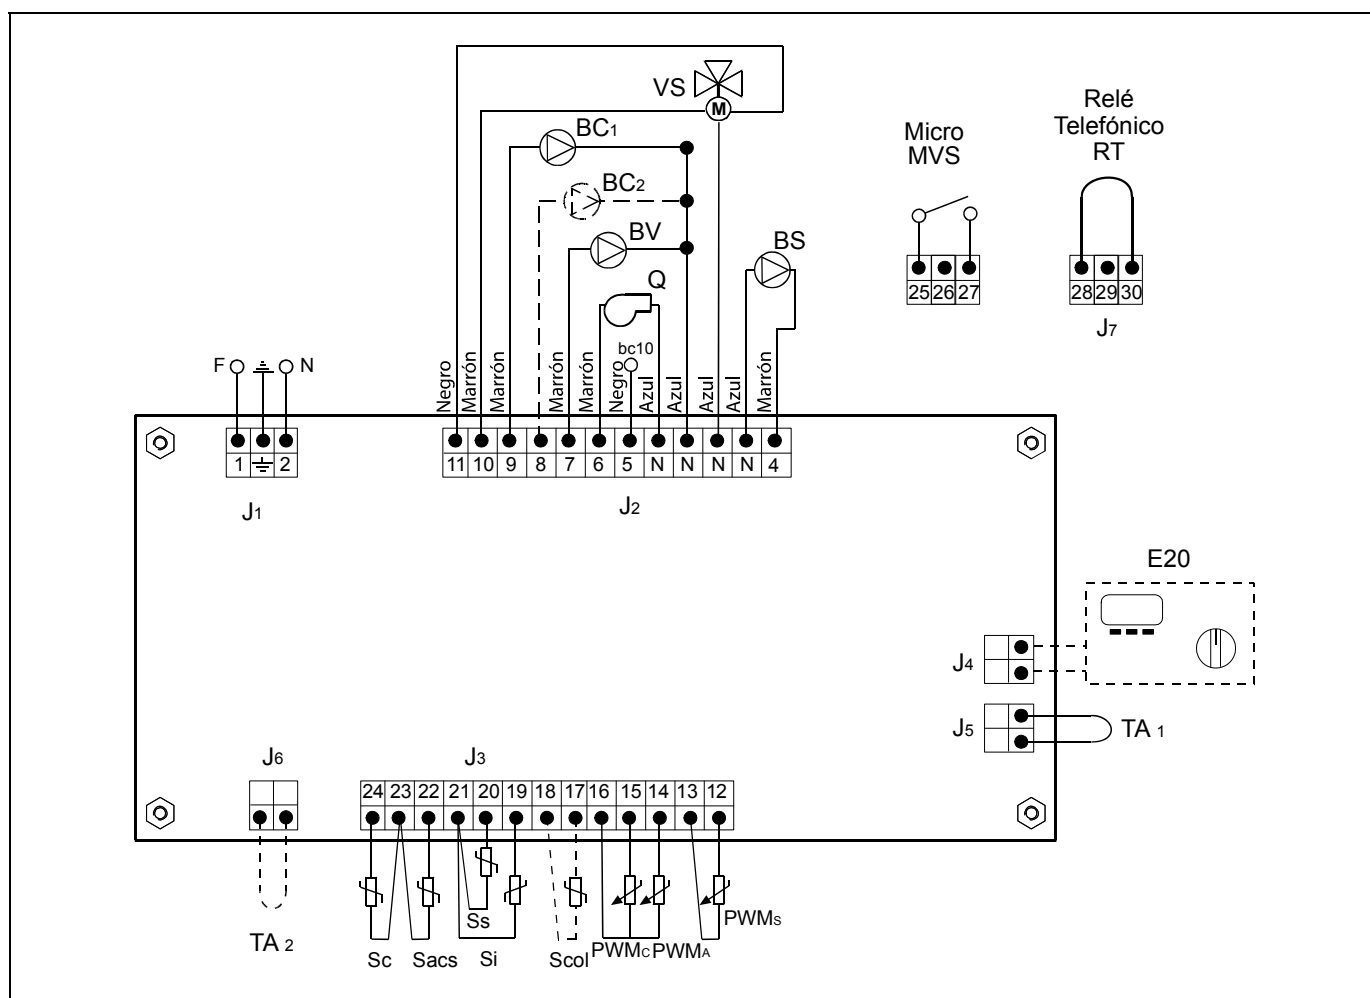 VS
M
BC1
BC2
BV
Q
bc10
BS
Micro
MVS
Relé
Telefónico
RT
25 26 27
28 29 30
J7
F
N
Negro
Marrón
Marrón
Marrón
Marrón
Negro
Azul
Azul
Azul
Azul
Marrón
1 2
J1
11 10 9 8 7 6 5 N N N N 4
J2
E20
J4
J5
TA 1
J6
J3
24 23 22 21 20 19 18 17 16 15 14 13 12
TA 2
Sc
Sacs
Ss
Si
Scol
PWMC
PWMA
PWMS